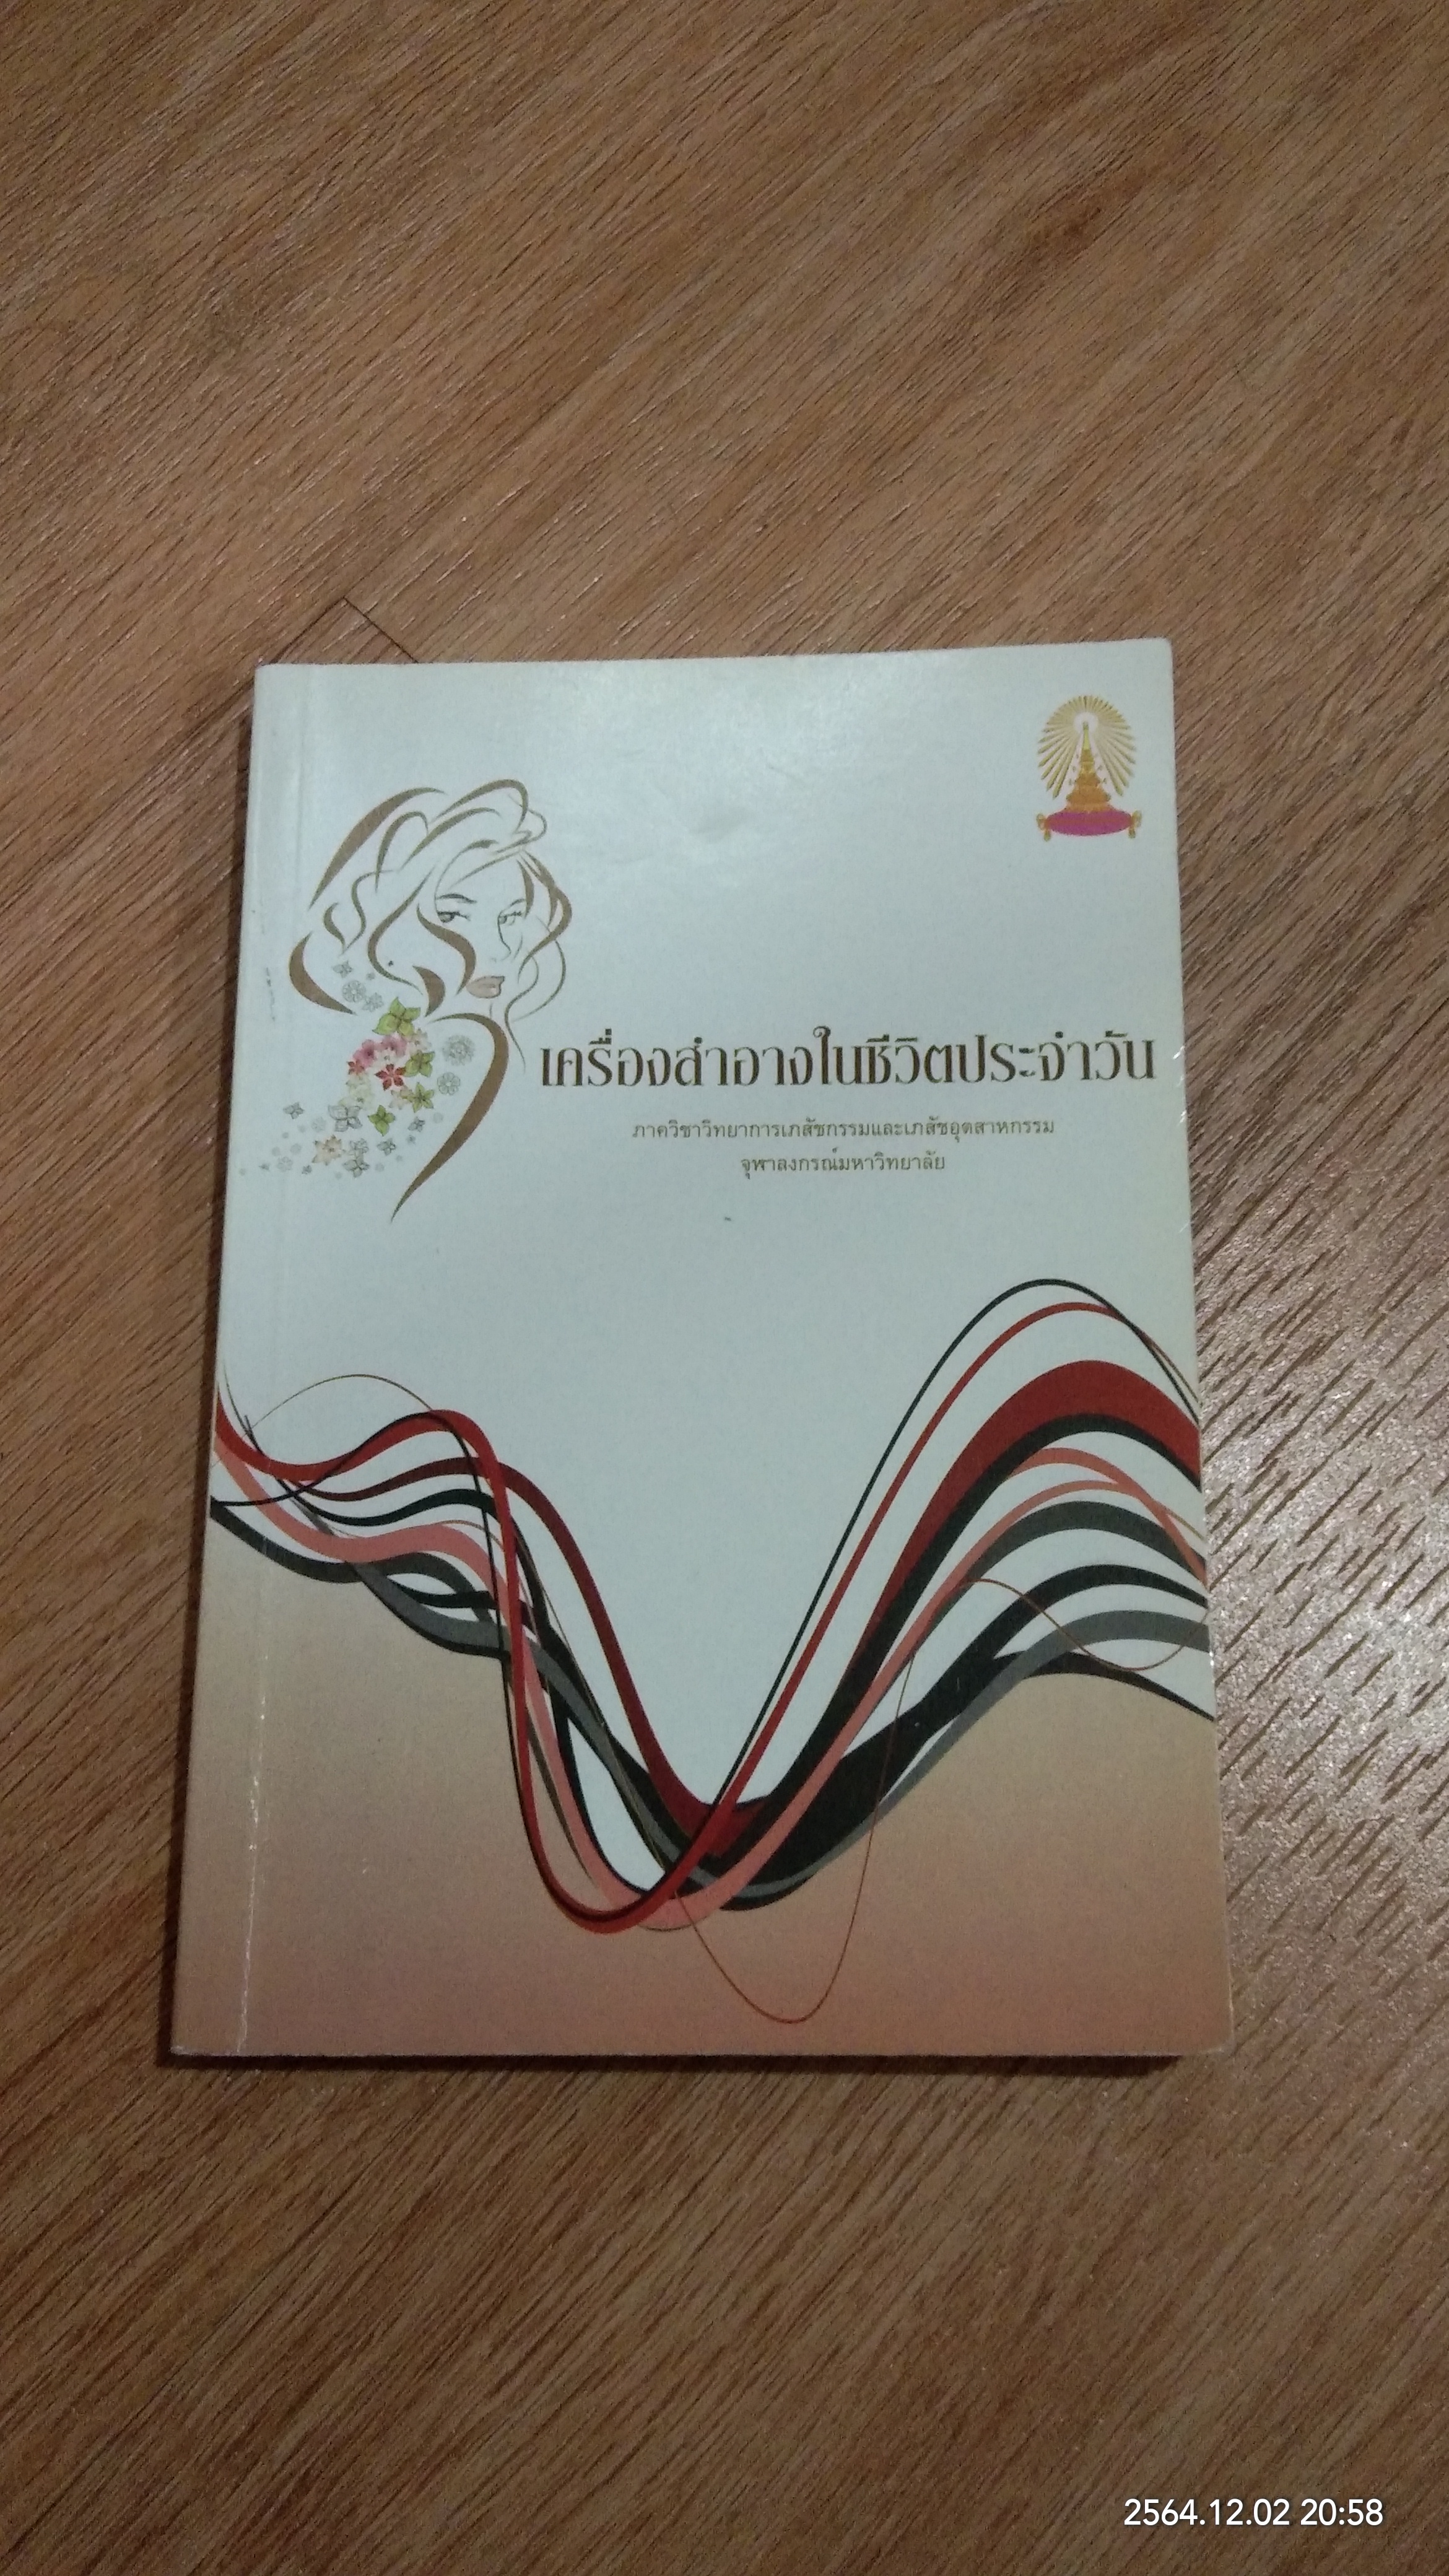 เครื่องสำอางในชีวิตประจำวัน
ภาควิชาวิทยาการเภสัชกรรมและเภสัชอุตสาหกรรม
จุฬาลงกรณ์มหาวิทยาลัย
2564.12.02 20:58